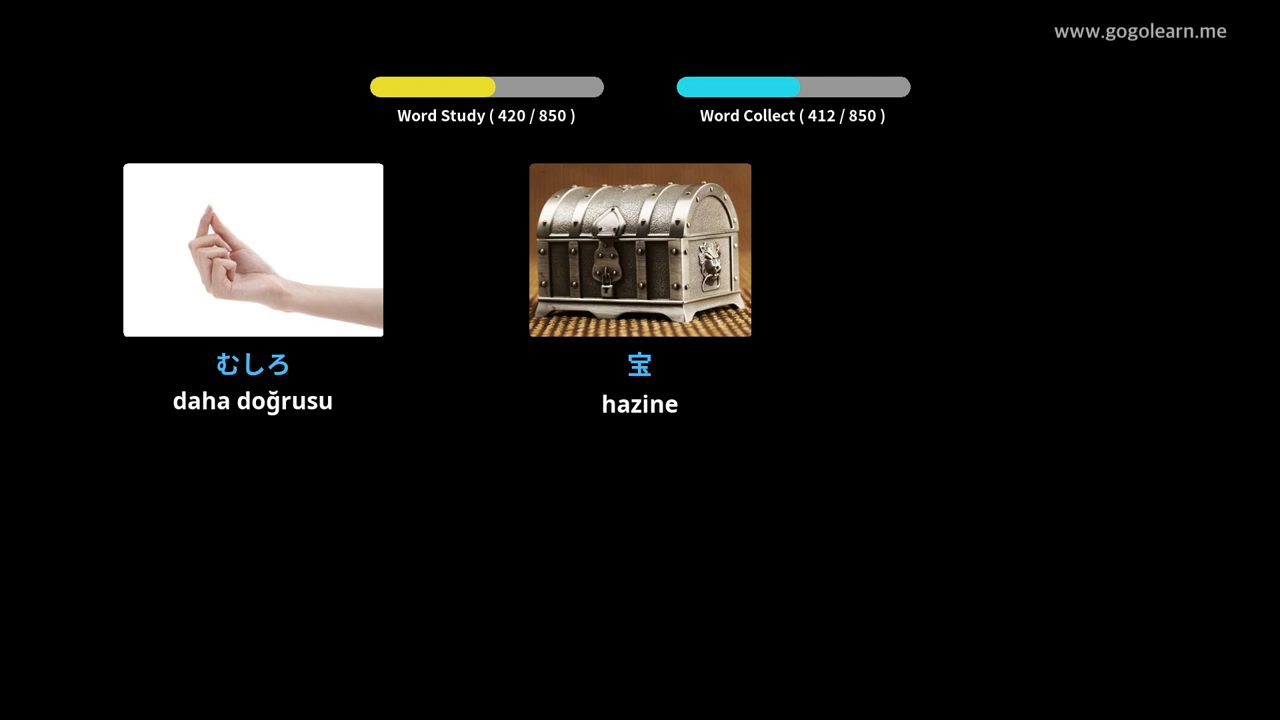 www.gogolearn.me
Word Study ( 420 / 850 )
Word Collect ( 412 / 850 )
むしろ
daha doğrusu
宝
hazine